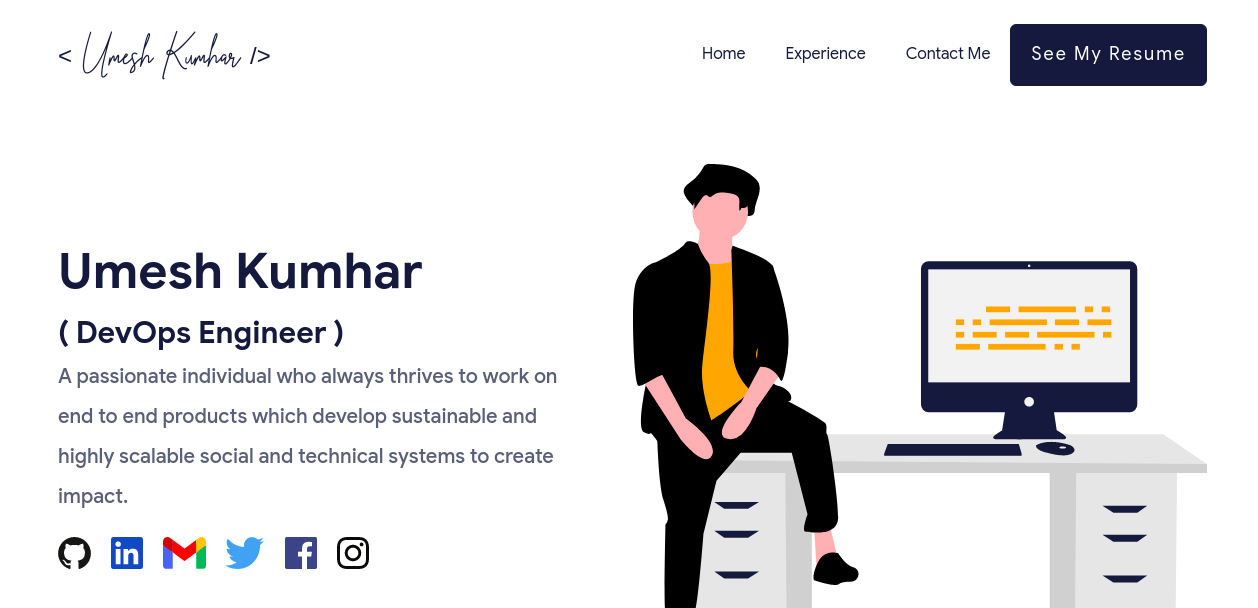 < Umesh Kumhar />
Home Experience Contact Me See My Resume
Umesh Kumhar
( DevOps Engineer )
A passionate individual who always thrives to work on
end to end products which develop sustainable and
highly scalable social and technical systems to create
impact.
in